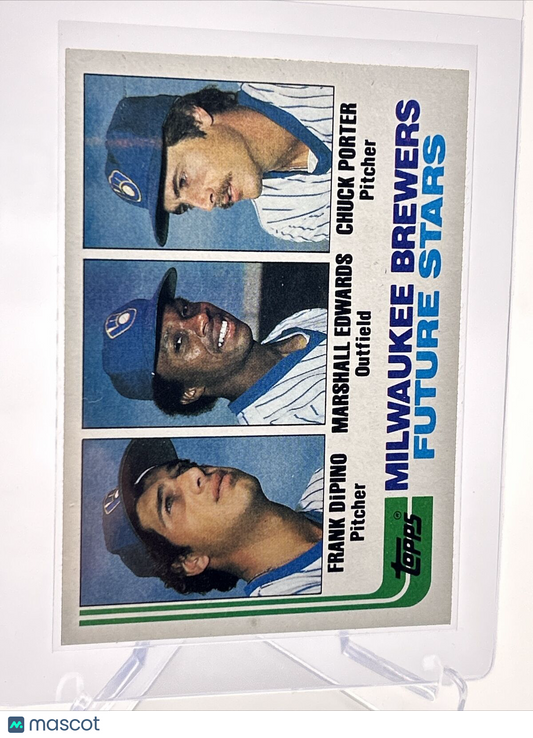 FRANK DiPINO
Pitcher
MARSHALL EDWARDS
Outfield
CHUCK PORTER
Pitcher
topps®
MILWAUKEE BREWERS
FUTURE STARS
mascot